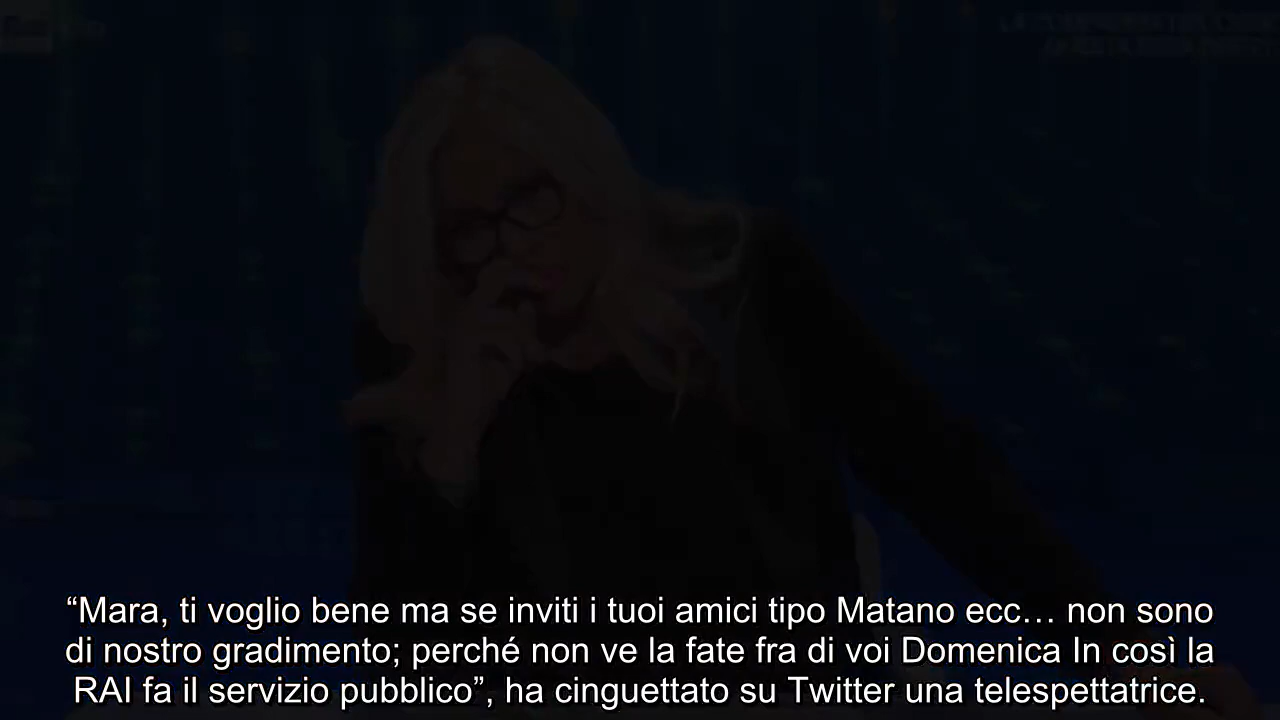 “Mara, ti voglio bene ma se inviti i tuoi amici tipo Matano ecc… non sono
di nostro gradimento; perché non ve la fate fra di voi Domenica In così la
RAI fa il servizio pubblico”, ha cinguettato su Twitter una telespettatrice.